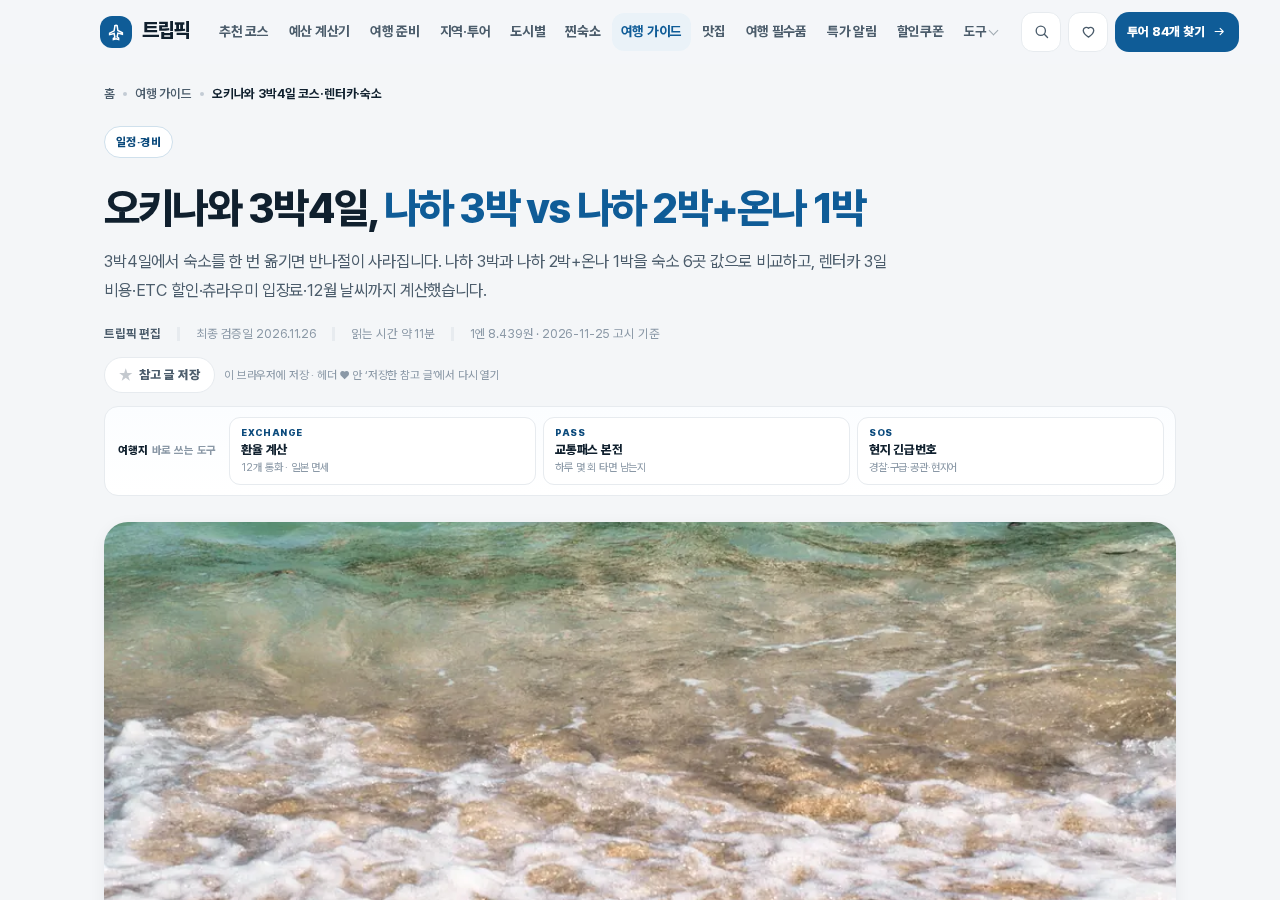 트립픽
추천 코스 예산 계산기 여행 준비 지역·투어 도시별 찐숙소 여행 가이드 맛집 여행 필수품 특가 알림 할인쿠폰 도구 투어 84개 찾기 →
홈 • 여행 가이드 • 오키나와 3박4일 코스·렌터카·숙소
일정·경비
오키나와 3박4일, 나하 3박 vs 나하 2박+온나 1박
3박4일에서 숙소를 한 번 옮기면 반나절이 사라집니다. 나하 3박과 나하 2박+온나 1박을 숙소 6곳 값으로 비교하고, 렌터카 3일
비용·ETC 할인·츄라우미 입장료·12월 날씨까지 계산했습니다.
트립픽 편집 | 최종 검증일 2026.11.26 | 읽는 시간 약 11분 | 1엔 8.439원 · 2026-11-25 고시 기준
★ 참고 글 저장 이 브라우저에 저장 · 헤더 ♥ 안 '저장한 참고 글'에서 다시 열기
여행지 바로 쓰는 도구
EXCHANGE
환율 계산
12개 통화 · 일본 면세
PASS
교통패스 본전
하루 몇 회 타면 남는지
SOS
현지 긴급번호
경찰·구급·공관·현지어